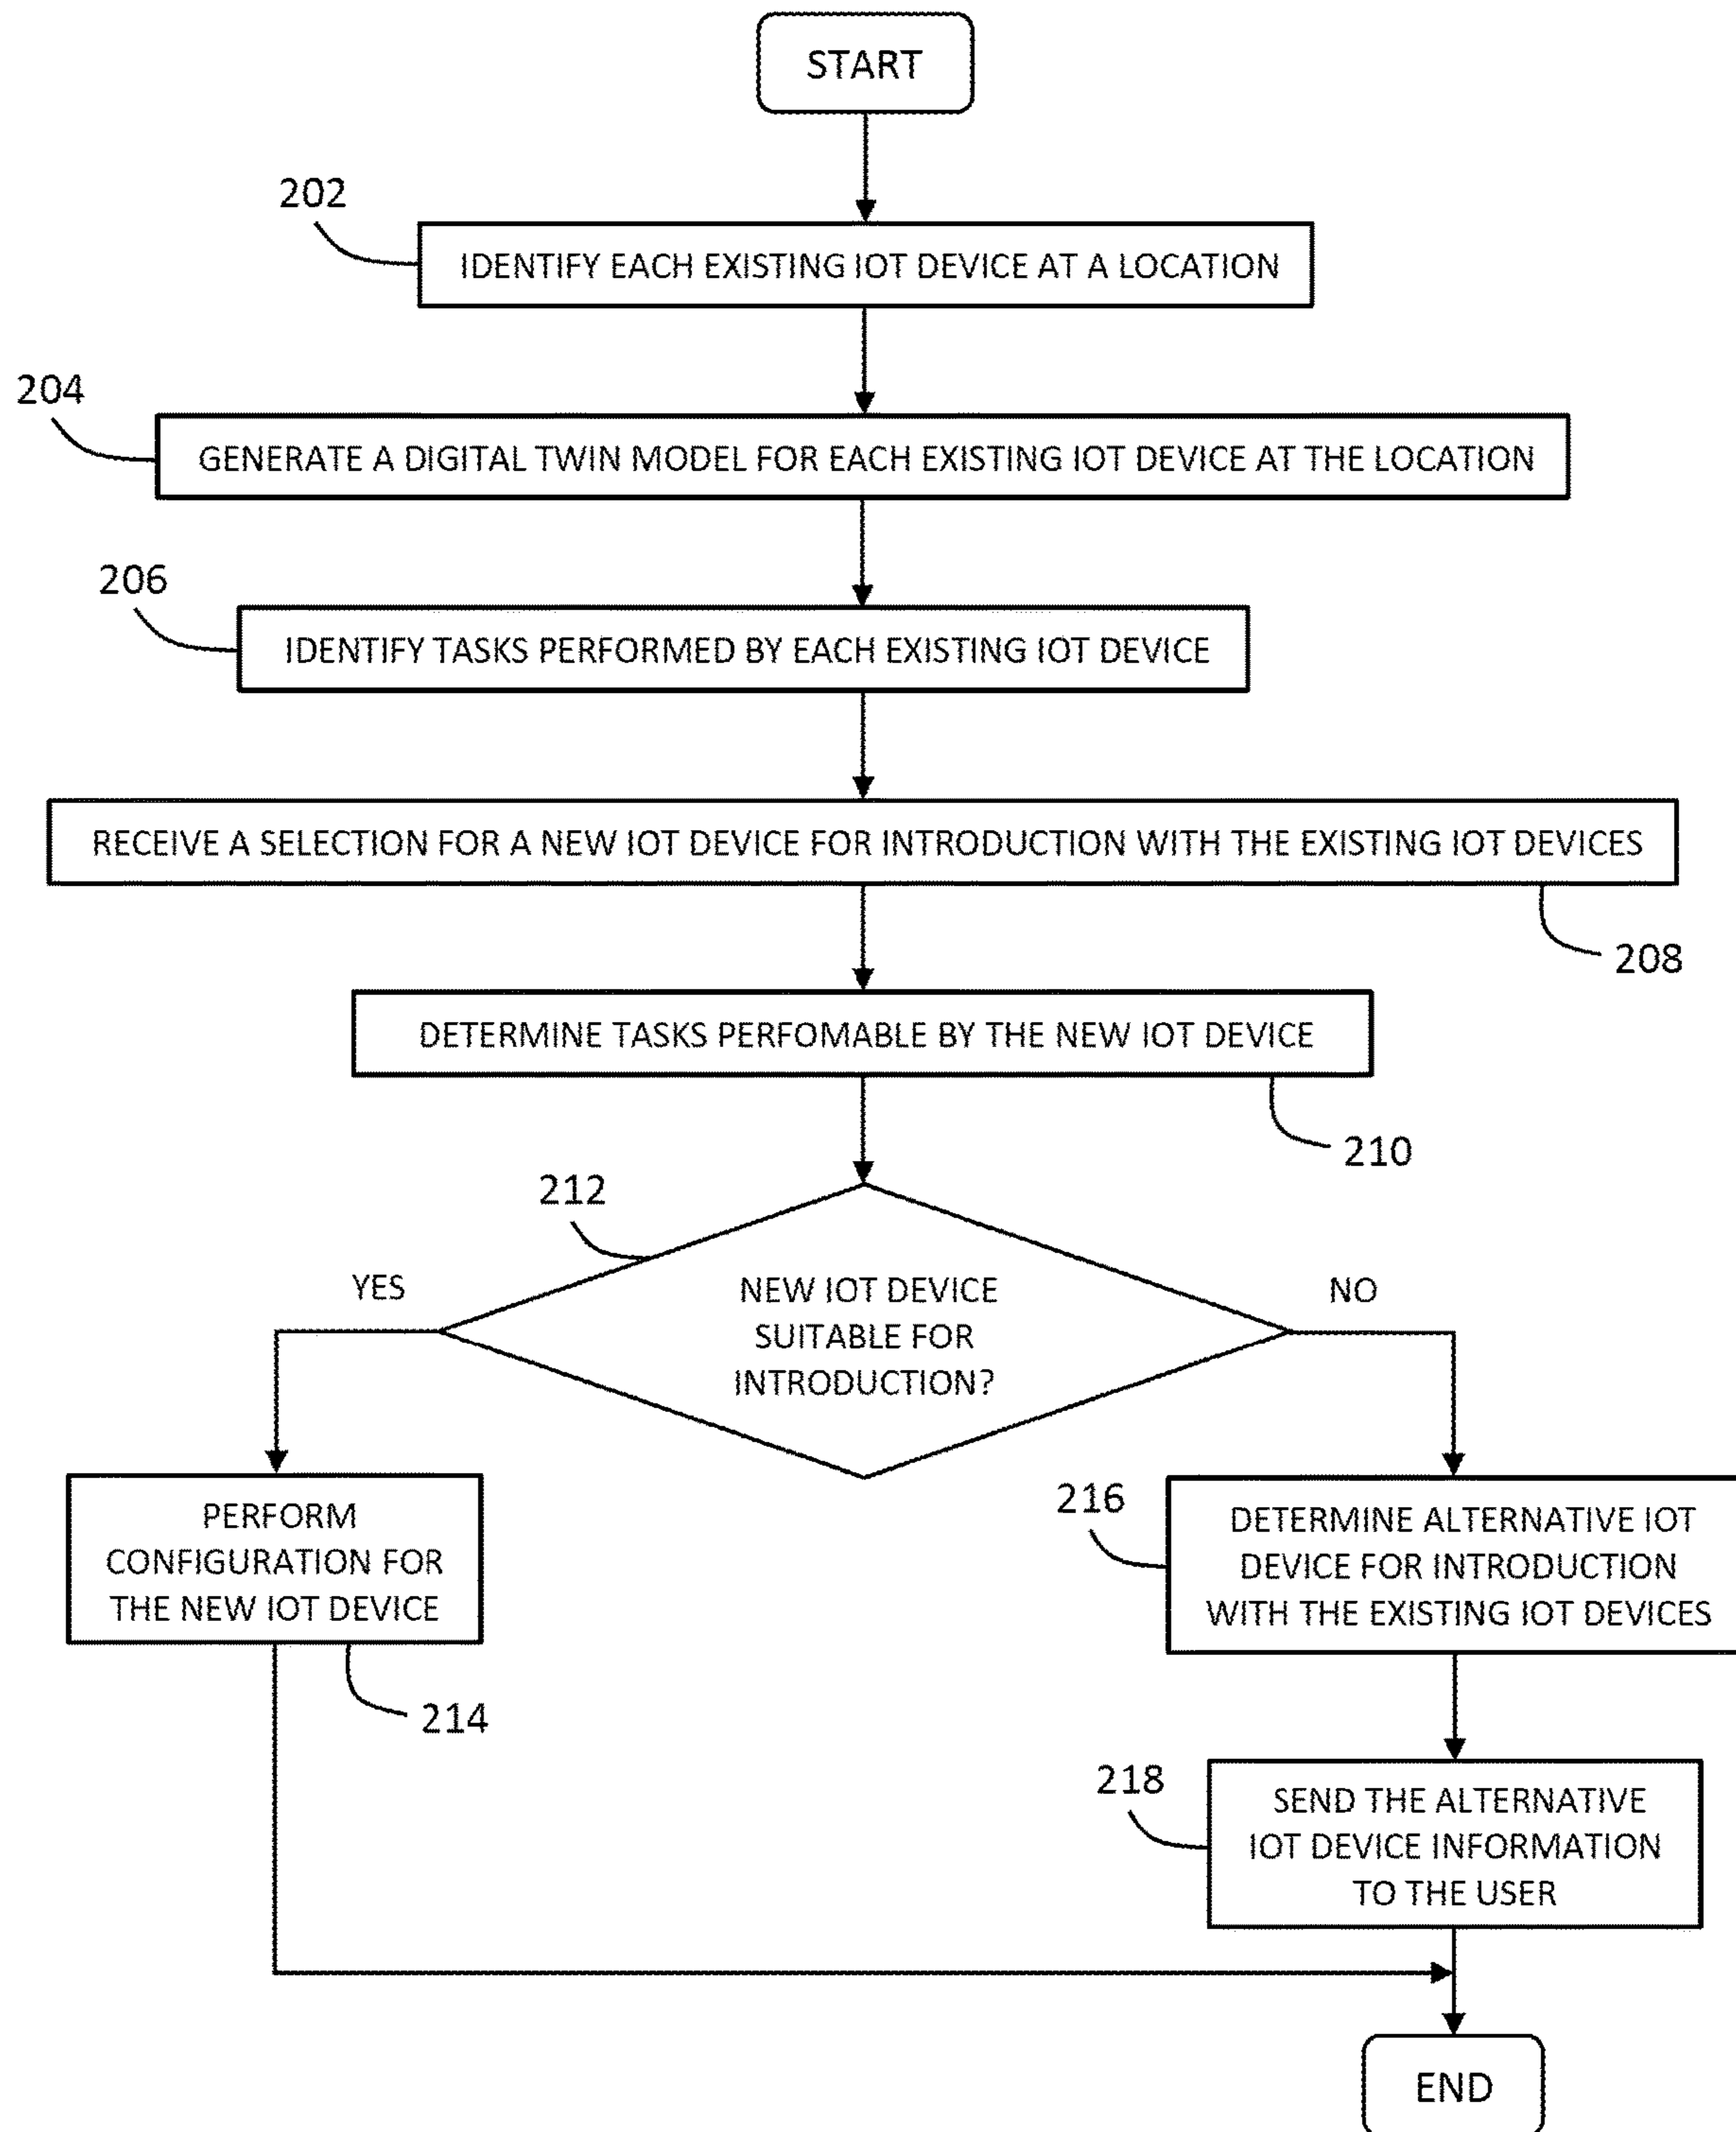 START
202
IDENTIFY EACH EXISTING IOT DEVICE AT A LOCATION
204
GENERATE A DIGITAL TWIN MODEL FOR EACH EXISTING IOT DEVICE AT THE LOCATION
206
IDENTIFY TASKS PERFORMED BY EACH EXISTING IOT DEVICE
RECEIVE A SELECTION FOR A NEW IOT DEVICE FOR INTRODUCTION WITH THE EXISTING IOT DEVICES
208
DETERMINE TASKS PERFOMABLE BY THE NEW IOT DEVICE
210
212
YES
NEW IOT DEVICE
SUITABLE FOR
INTRODUCTION?
NO
PERFORM
CONFIGURATION FOR
THE NEW IOT DEVICE
214
216
DETERMINE ALTERNATIVE IOT
DEVICE FOR INTRODUCTION
WITH THE EXISTING IOT DEVICES
218
SEND THE ALTERNATIVE
IOT DEVICE INFORMATION
TO THE USER
END